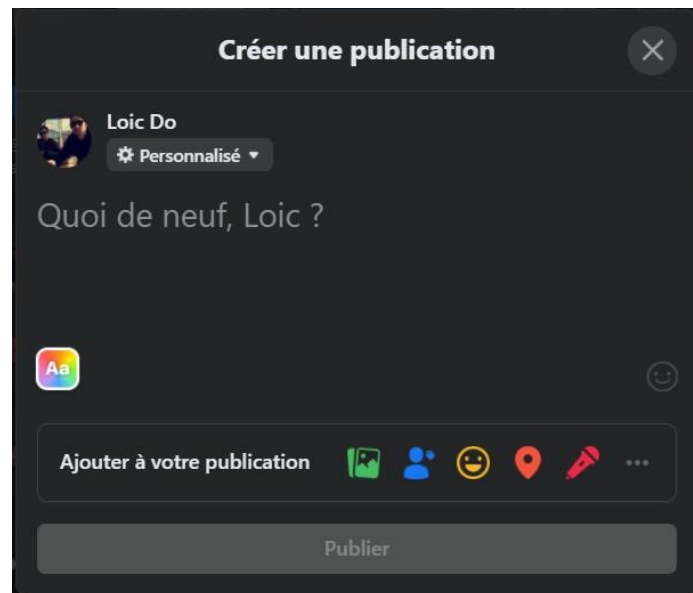 Créer une publication
Loic Do
Personnalisé
Quoi de neuf, Loic ?
Aa
Ajouter à votre publication
Publier